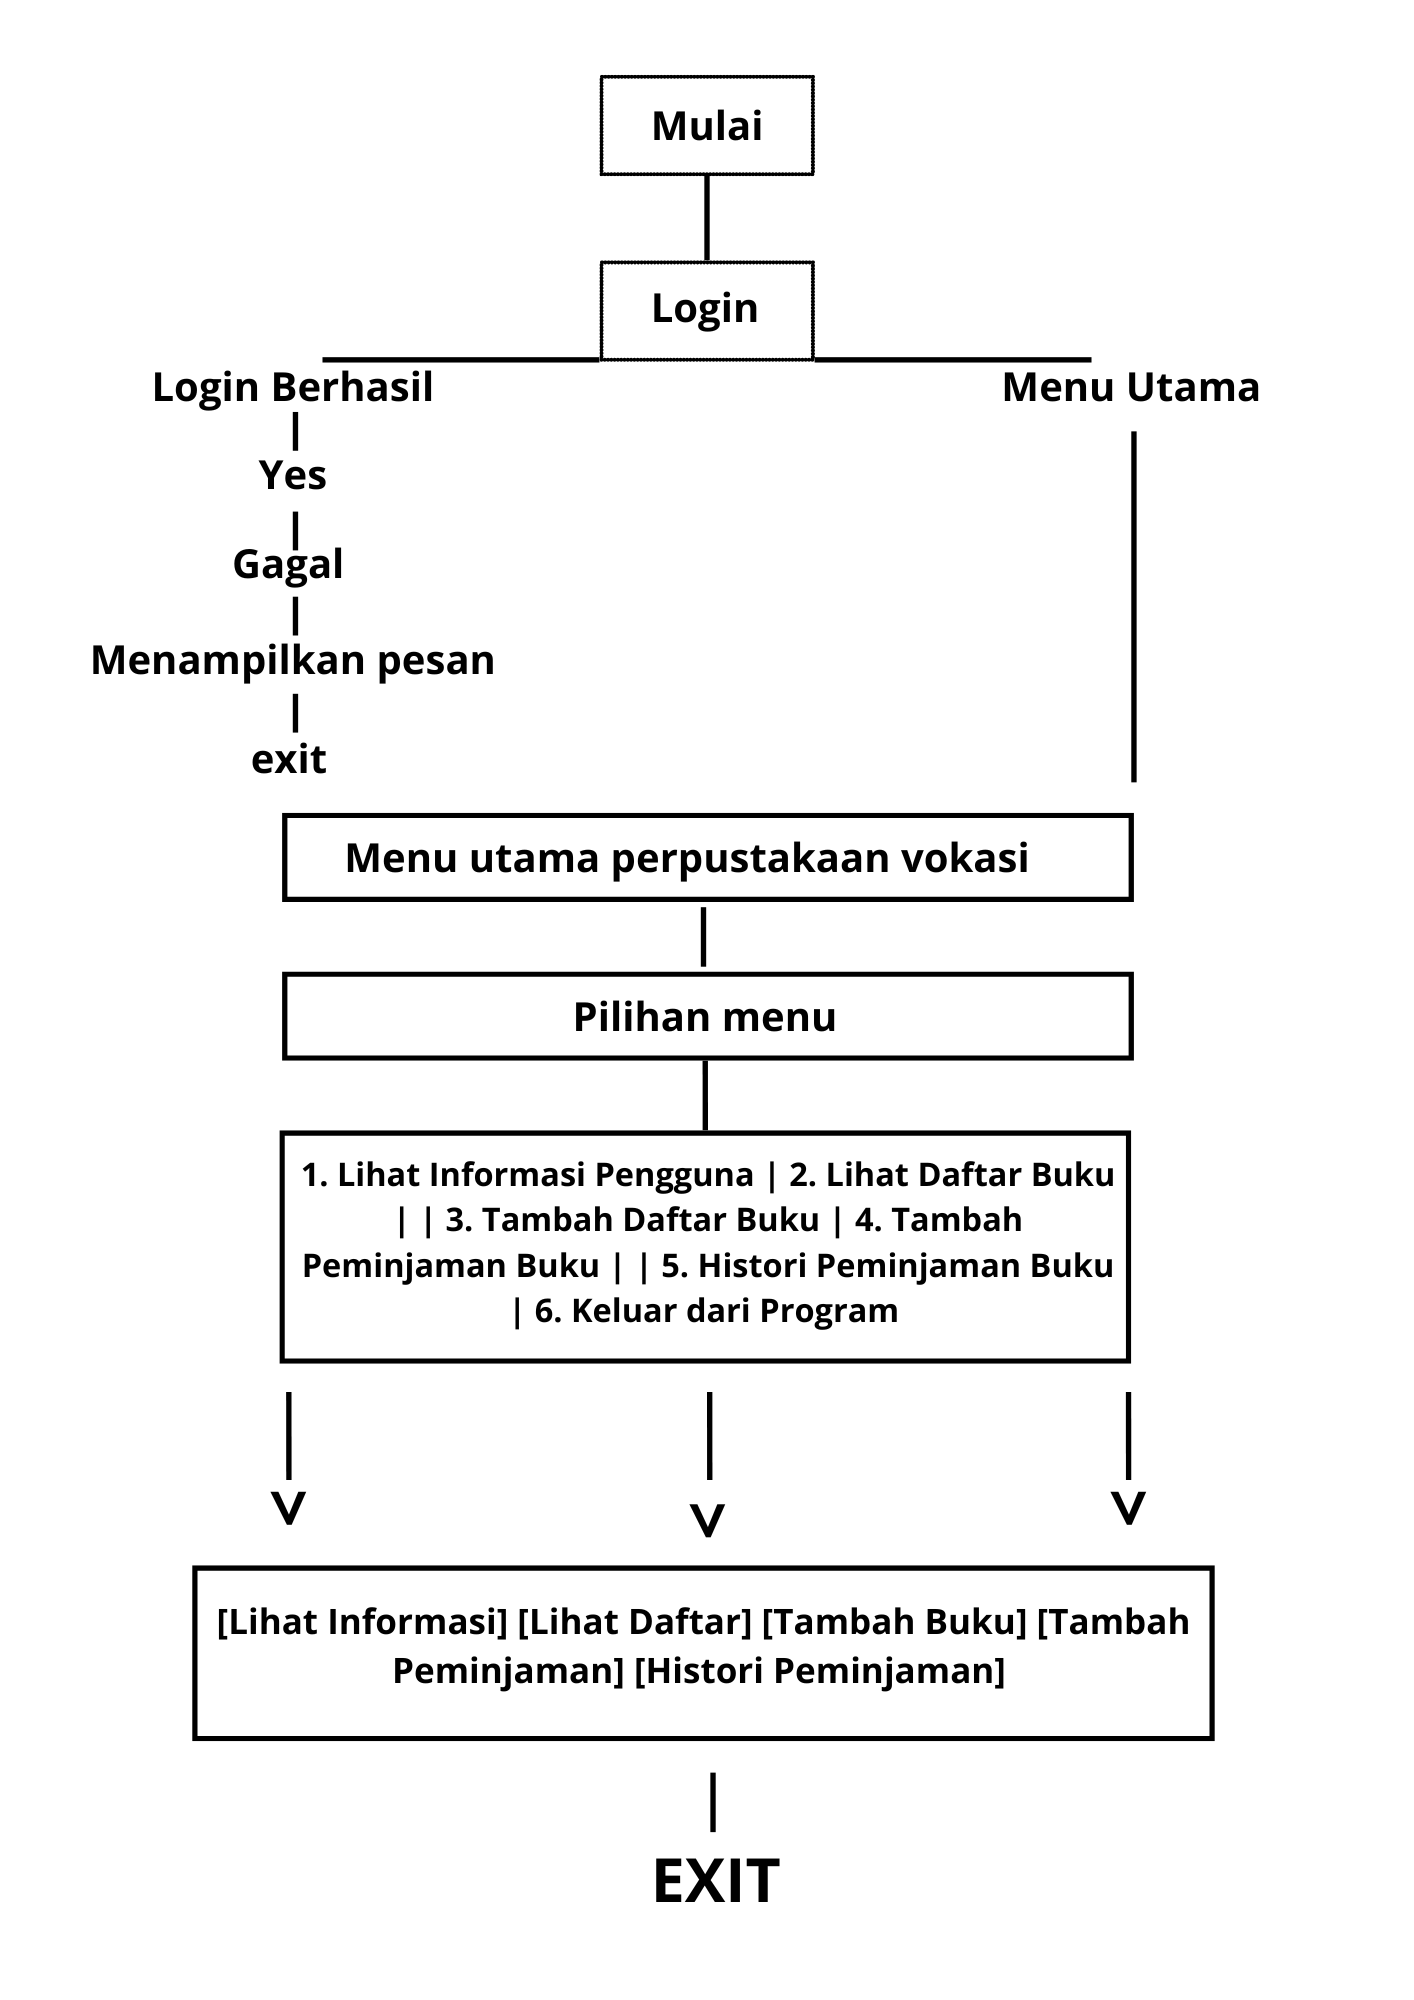 Mulai
Login
Login Berhasil
Menu Utama
Yes
Gagal
Menampilkan pesan
exit
Menu utama perpustakaan vokasi
Pilihan menu
1. Lihat Informasi Pengguna | 2. Lihat Daftar Buku
| | 3. Tambah Daftar Buku | 4. Tambah
Peminjaman Buku | | 5. Histori Peminjaman Buku
| 6. Keluar dari Program
[Lihat Informasi] [Lihat Daftar] [Tambah Buku] [Tambah
Peminjaman] [Histori Peminjaman]
EXIT